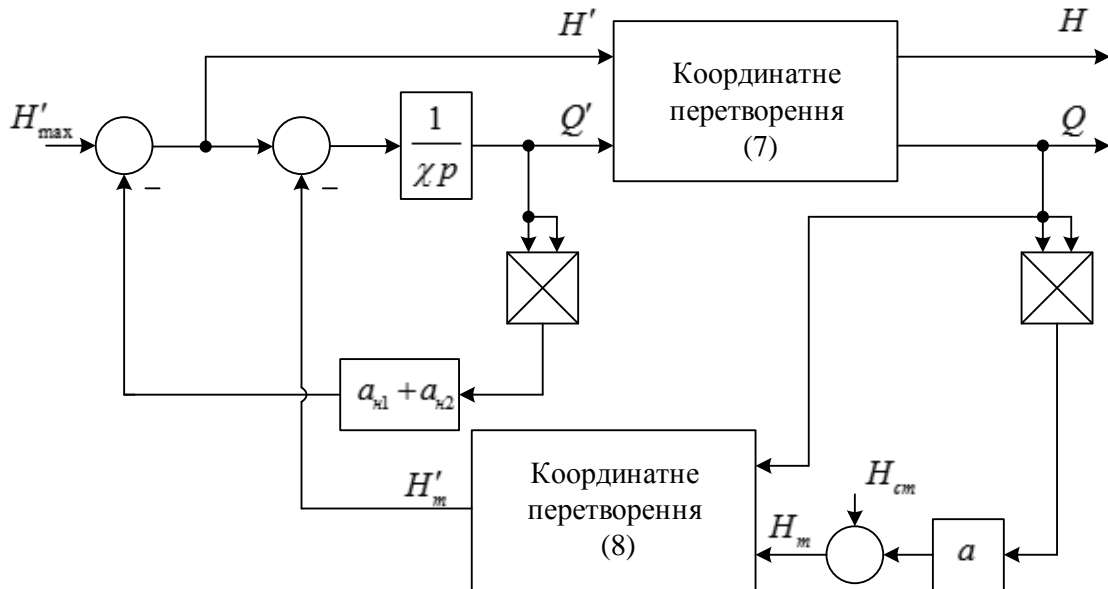 H′ H
Координатне
перетворення
(7)
H′max
1
χp
Q′ Q
−
−
aн1 + aн2
Координатне
перетворення
(8)
H′т
Hст
Hт
a